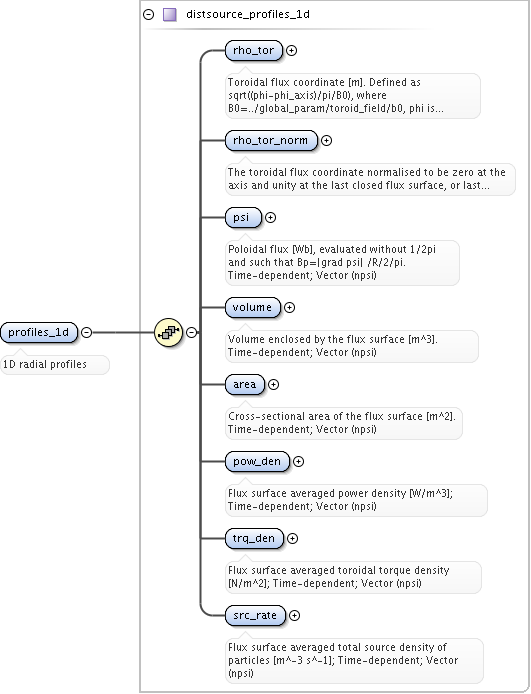 distsource_profiles_1d
rho_tor
Toroidal flux coordinate [m]. Defined as
sqrt((phi-phi_axis)/pi/B0), where
B0=../global_param/toroid_field/b0, phi is...
rho_tor_norm
The toroidal flux coordinate normalised to be zero at the
axis and unity at the last closed flux surface, or last...
psi
Poloidal flux [Wb], evaluated without 1/2pi
and such that Bp=|grad psi| /R/2/pi.
Time-dependent; Vector (npsi)
volume
Volume enclosed by the flux surface [m^3].
Time-dependent; Vector (npsi)
profiles_1d
1D radial profiles
area
Cross-sectional area of the flux surface [m^2].
Time-dependent; Vector (npsi)
pow_den
Flux surface averaged power density [W/m^3];
Time-dependent; Vector (npsi)
trq_den
Flux surface averaged toroidal torque density
[N/m^2]; Time-dependent; Vector (npsi)
src_rate
Flux surface averaged total source density of
particles [m^-3 s^-1]; Time-dependent; Vector
(npsi)